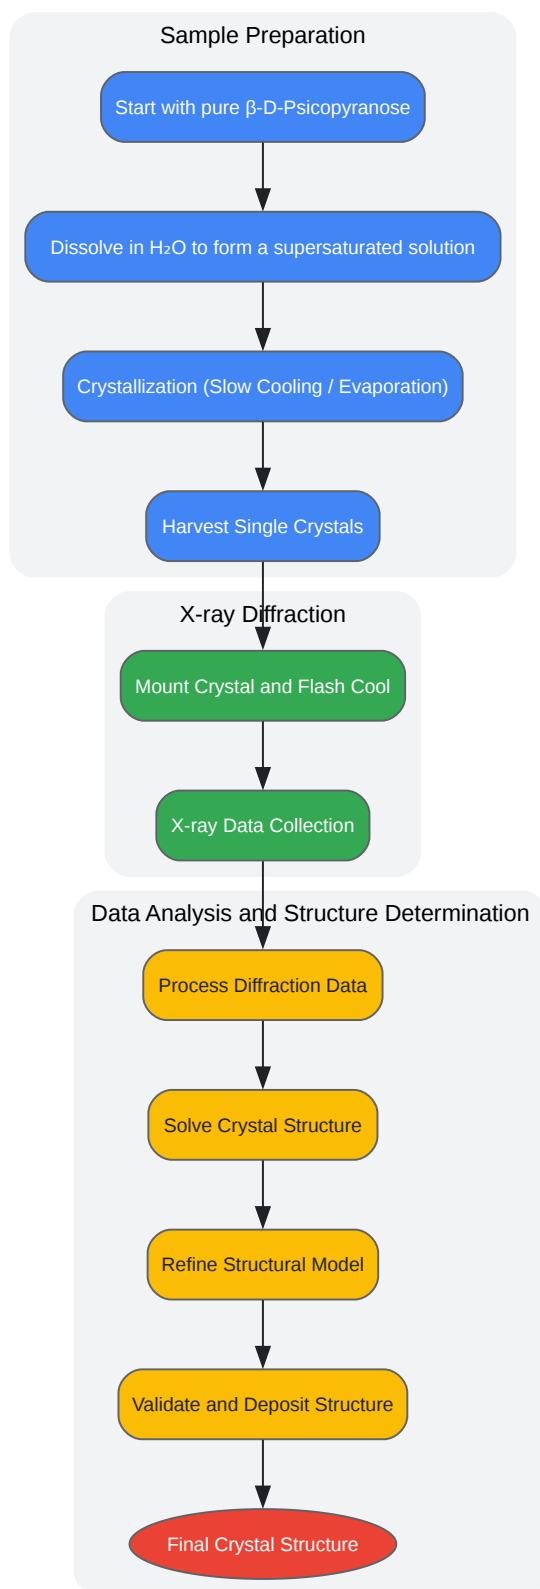 Sample Preparation
Start with pure β-D-Psicopyranose
Dissolve in H₂O to form a supersaturated solution
Crystallization (Slow Cooling / Evaporation)
Harvest Single Crystals
X-ray Diffraction
Mount Crystal and Flash Cool
X-ray Data Collection
Data Analysis and Structure Determination
Process Diffraction Data
Solve Crystal Structure
Refine Structural Model
Validate and Deposit Structure
Final Crystal Structure